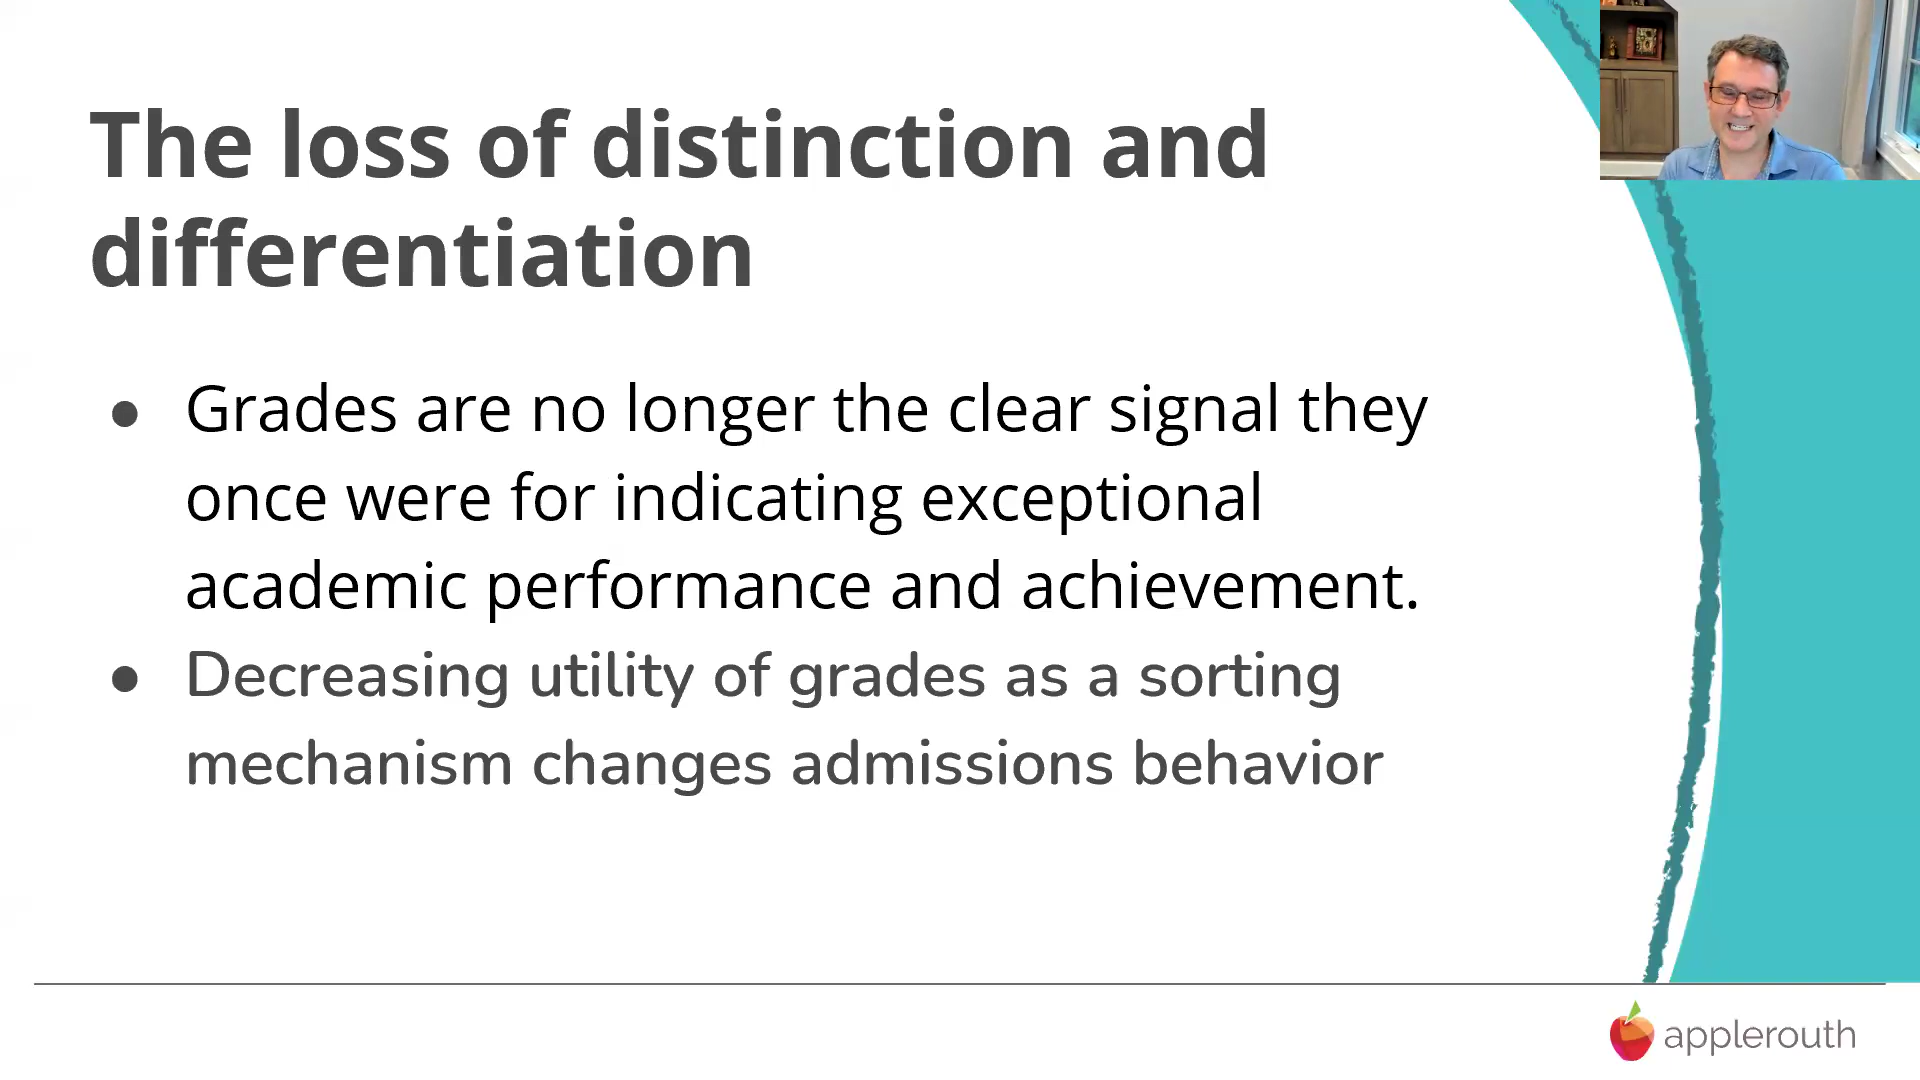 The loss of distinction and
differentiation
● Grades are no longer the clear signal they
once were for indicating exceptional
academic performance and achievement.
● Decreasing utility of grades as a sorting
mechanism changes admissions behavior
applerouth